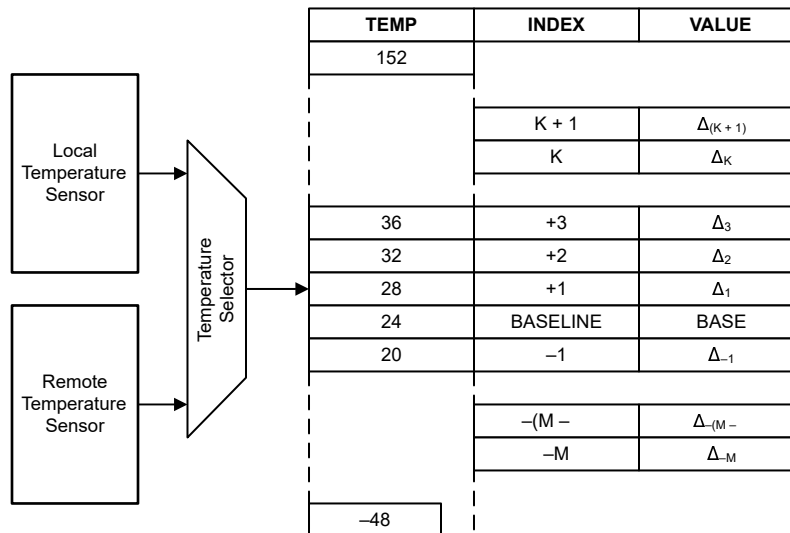 TEMP INDEX VALUE
152
K + 1 Δ(K + 1)
K ΔK
36 +3 Δ3
32 +2 Δ2
28 +1 Δ1
24 BASELINE BASE
20 –1 Δ–1
–(M – Δ–(M –
–M Δ–M
–48
Local
Temperature
Sensor
Remote
Temperature
Sensor
Temperature
Selector